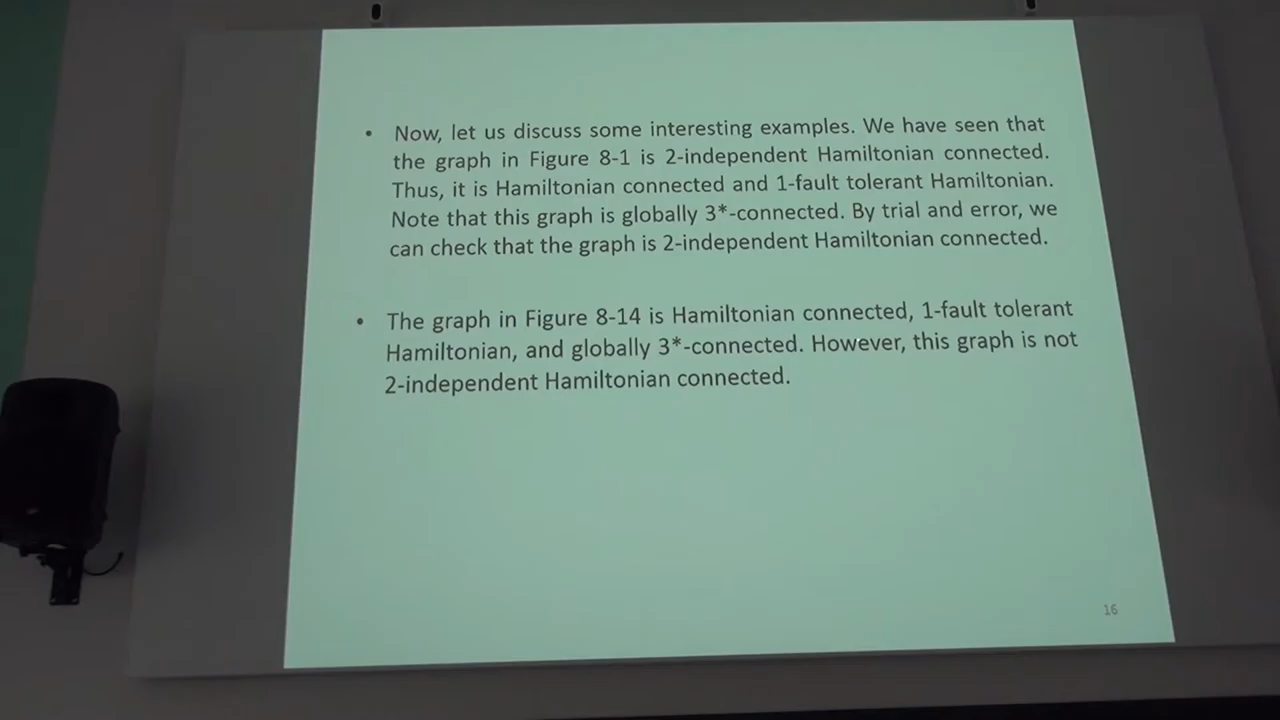 • Now, let us discuss some interesting examples. We have seen that
the graph in Figure 8-1 is 2-independent Hamiltonian connected.
Thus, it is Hamiltonian connected and 1-fault tolerant Hamiltonian.
Note that this graph is globally 3*-connected. By trial and error, we
can check that the graph is 2-independent Hamiltonian connected.
• The graph in Figure 8-14 is Hamiltonian connected, 1-fault tolerant
Hamiltonian, and globally 3*-connected. However, this graph is not
2-independent Hamiltonian connected.
16